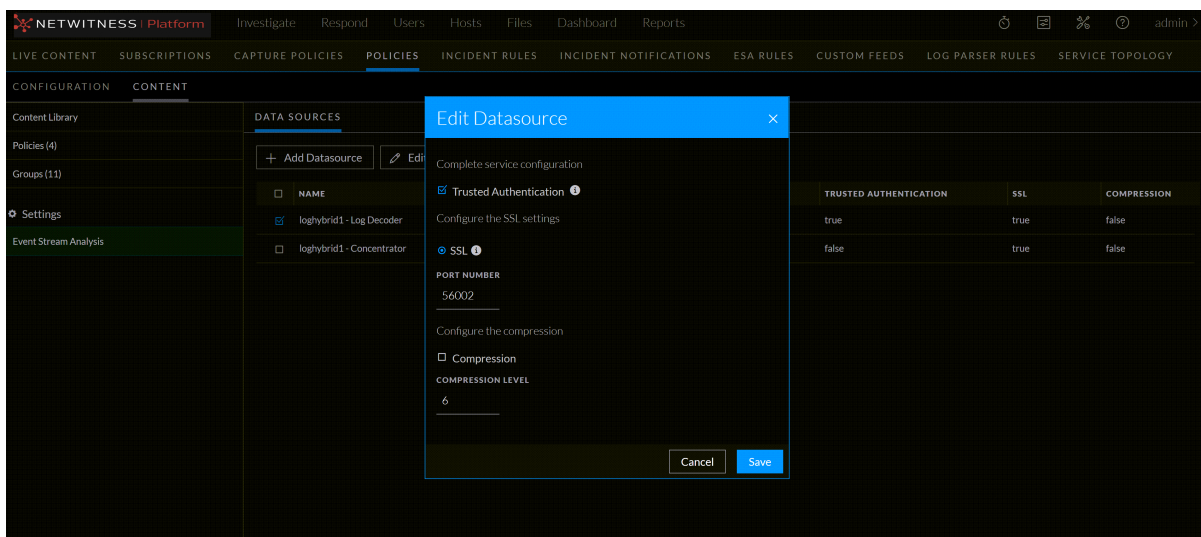 NETWITNESS Platform Investigate Respond Users Hosts Files Dashboard Reports admin >
LIVE CONTENT SUBSCRIPTIONS CAPTURE POLICIES POLICIES INCIDENT RULES INCIDENT NOTIFICATIONS ESA RULES CUSTOM FEEDS LOG PARSER RULES SERVICE TOPOLOGY
CONFIGURATION CONTENT
Content Library
Policies (4)
Groups (11)
Settings
Event Stream Analysis
DATA SOURCES
+ Add Datasource Edi
NAME TRUSTED AUTHENTICATION SSL COMPRESSION
loghybrid1 - Log Decoder true true false
loghybrid1 - Concentrator false true false
Edit Datasource ×
Complete service configuration
Trusted Authentication
Configure the SSL settings
SSL
PORT NUMBER
56002
Configure the compression
Compression
COMPRESSION LEVEL
6
Cancel Save